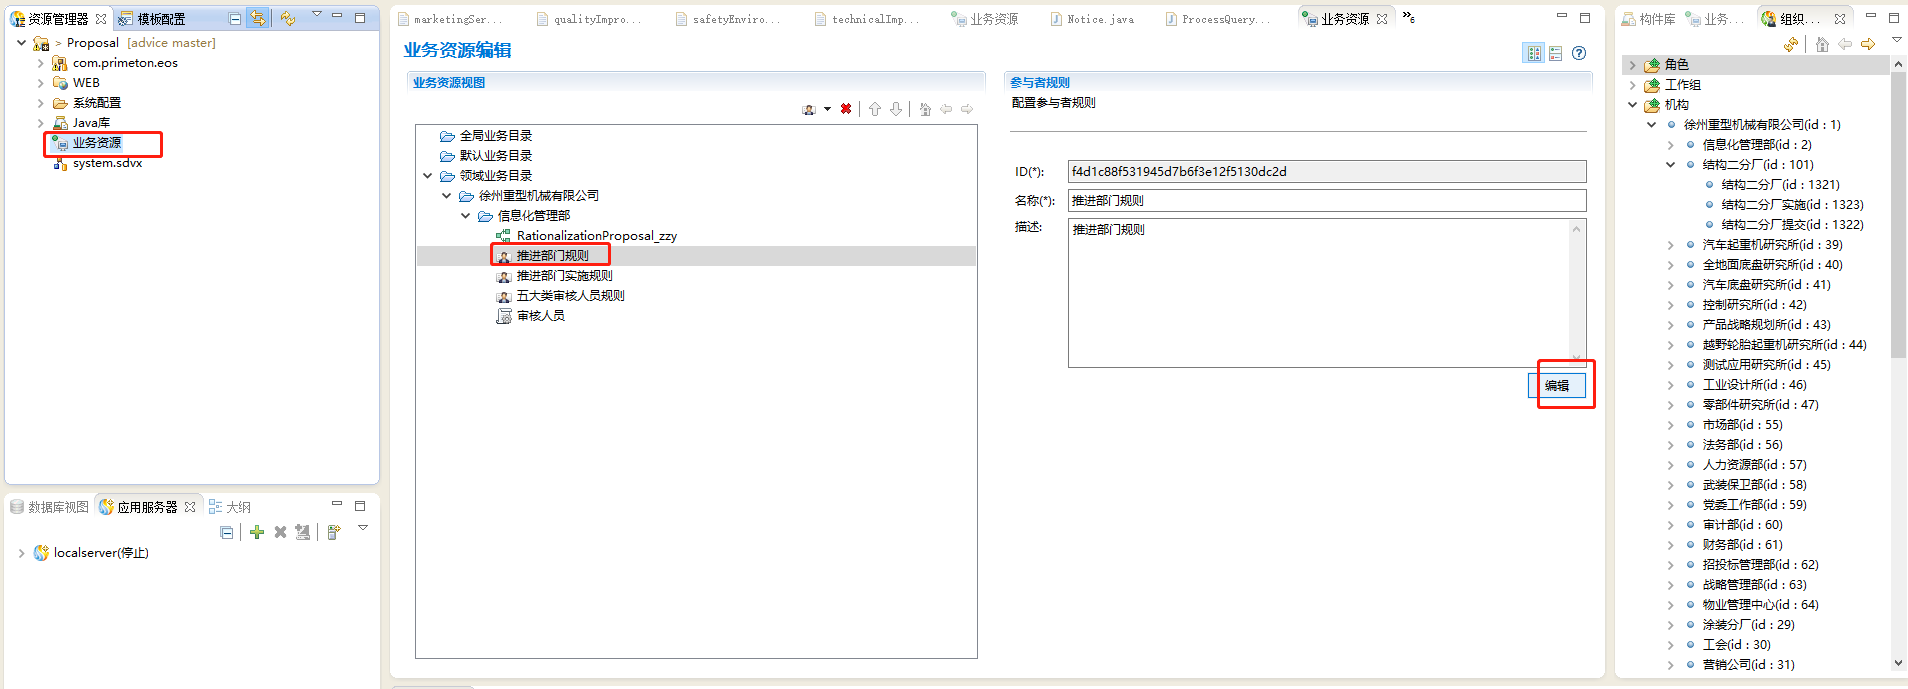 资源管理器
模板配置
> Proposal [advice master]
com.primeton.eos
WEB
系统配置
Java库
业务资源
system.sdvx
数据库视图
应用服务器
大纲
localserver(停止)
marketingSer...
qualityImpro...
safetyEnviro...
technicalImp...
业务资源
Notice.java
ProcessQuery...
业务资源
»6
业务资源编辑
业务资源视图
全局业务目录
默认业务目录
领域业务目录
徐州重型机械有限公司
信息化管理部
RationalizationProposal_zzy
推进部门规则
推进部门实施规则
五大类审核人员规则
审核人员
参与者规则
配置参与者规则
ID(*): f4d1c88f531945d7b6f3e12f5130dc2d
名称(*): 推进部门规则
描述: 推进部门规则
编辑
构件库
业务...
组织...
角色
工作组
机构
徐州重型机械有限公司(id : 1)
信息化管理部(id : 2)
结构二分厂(id : 101)
结构二分厂(id : 1321)
结构二分厂实施(id : 1323)
结构二分厂提交(id : 1322)
汽车起重机研究所(id : 39)
全地面底盘研究所(id : 40)
汽车底盘研究所(id : 41)
控制研究所(id : 42)
产品战略规划所(id : 43)
越野轮胎起重机研究所(id : 44)
测试应用研究所(id : 45)
工业设计所(id : 46)
零部件研究所(id : 47)
市场部(id : 55)
法务部(id : 56)
人力资源部(id : 57)
武装保卫部(id : 58)
党委工作部(id : 59)
审计部(id : 60)
财务部(id : 61)
招投标管理部(id : 62)
战略管理部(id : 63)
物业管理中心(id : 64)
涂装分厂(id : 29)
工会(id : 30)
营销公司(id : 31)